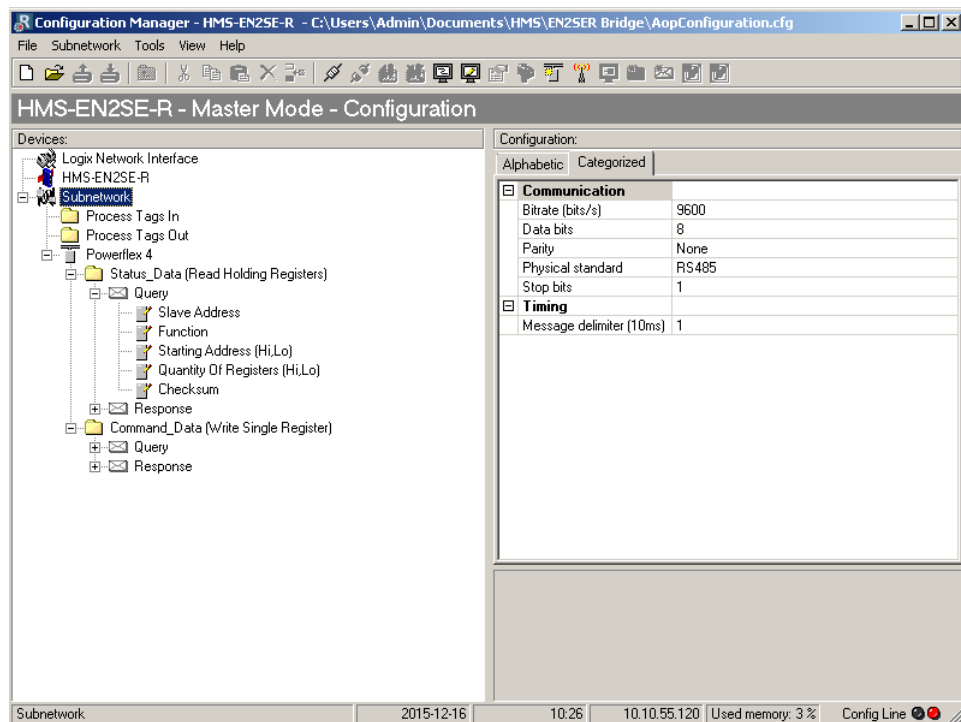 Configuration Manager - HMS-EN2SE-R - C:\Users\Admin\Documents\HMS\EN2SER Bridge\AopConfiguration.cfg
File Subnetwork Tools View Help
HMS-EN2SE-R - Master Mode - Configuration
Devices:
Logix Network Interface
HMS-EN2SE-R
Subnetwork
Process Tags In
Process Tags Out
Powerflex 4
Status_Data (Read Holding Registers)
Query
Slave Address
Function
Starting Address (Hi,Lo)
Quantity Of Registers (Hi,Lo)
Checksum
Response
Command_Data (Write Single Register)
Query
Response
Configuration:
Alphabetic Categorized
Communication
Bitrate (bits/s) 9600
Data bits 8
Parity None
Physical standard RS485
Stop bits 1
Timing
Message delimiter (10ms) 1
Subnetwork 2015-12-16 10:26 10.10.55.120 Used memory: 3 % Config Line